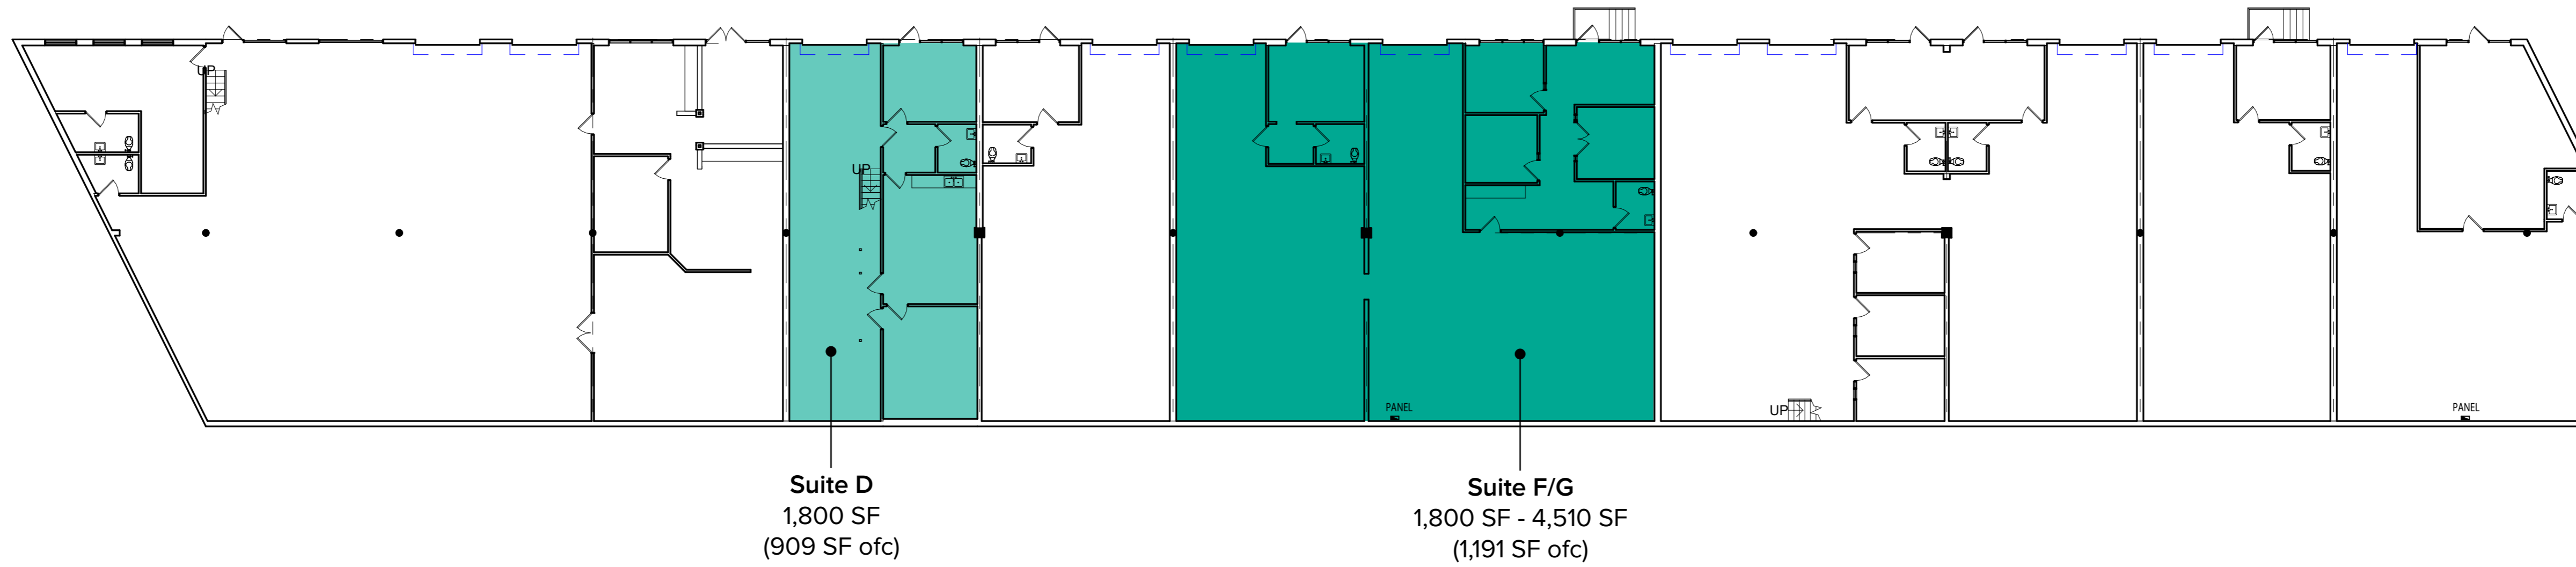 UP
UP
UP
PANEL
PANEL
Suite D
1,800 SF
(909 SF ofc)
Suite F/G
1,800 SF - 4,510 SF
(1,191 SF ofc)